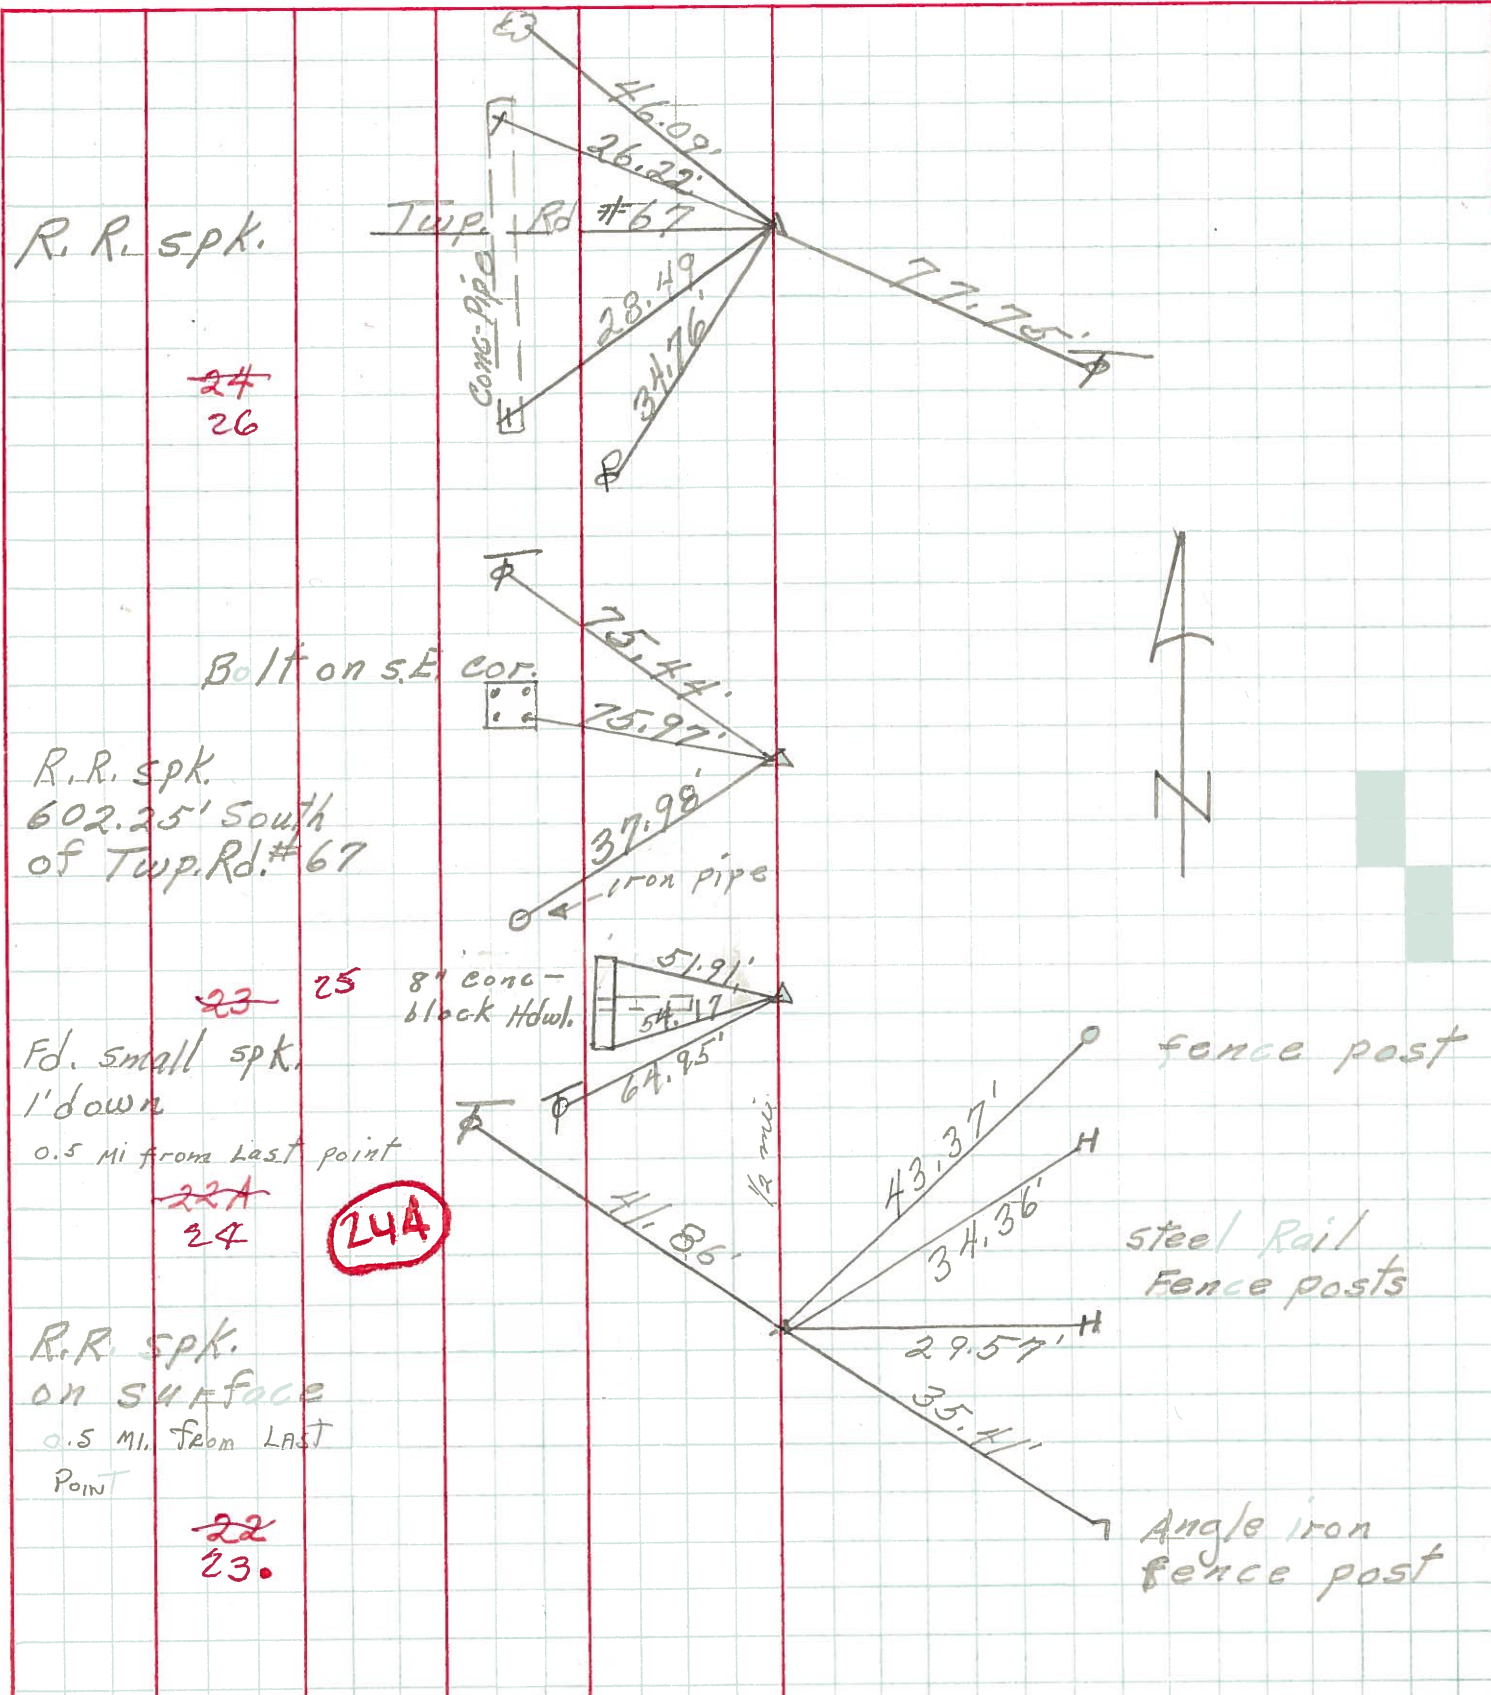 46.09'
26.22'
R. R. spk.
Twp. Rd #67
Conc. Pipe
28.49'
34.76'
77.75'
24
26
75.44'
Bolt on S.E. cor.
75.97'
R.R. spk.
602.25' South
of Twp. Rd. #67
37.98'
iron pipe
N
23 25
8" conc-
block Hdwl.
51.91'
54.17
64.95'
Fd. small spk.
1' down
0.5 Mi from Last point
22A
24
24A
1/2 mi.
41.86'
43.37'
fence post
34.36'
steel Rail
Fence posts
29.57'
R.R. spk.
on surface
0.5 MI. from LAST
POINT
35.41'
Angle iron
fence post
22
23.